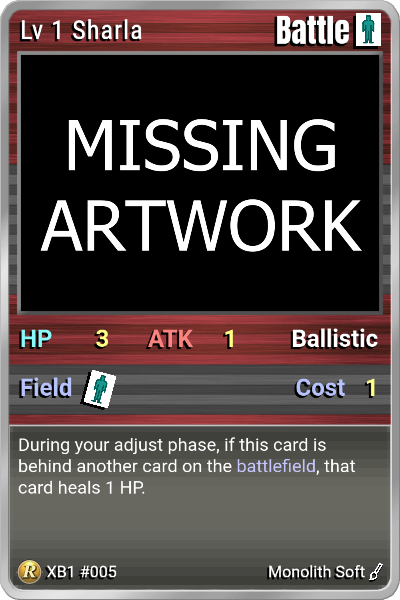 Lv 1 Sharla Battle
MISSING
ARTWORK
HP 3 ATK 1 Ballistic
Field Cost 1
During your adjust phase, if this card is
behind another card on the battlefield, that
card heals 1 HP.
R XB1 #005 Monolith Soft